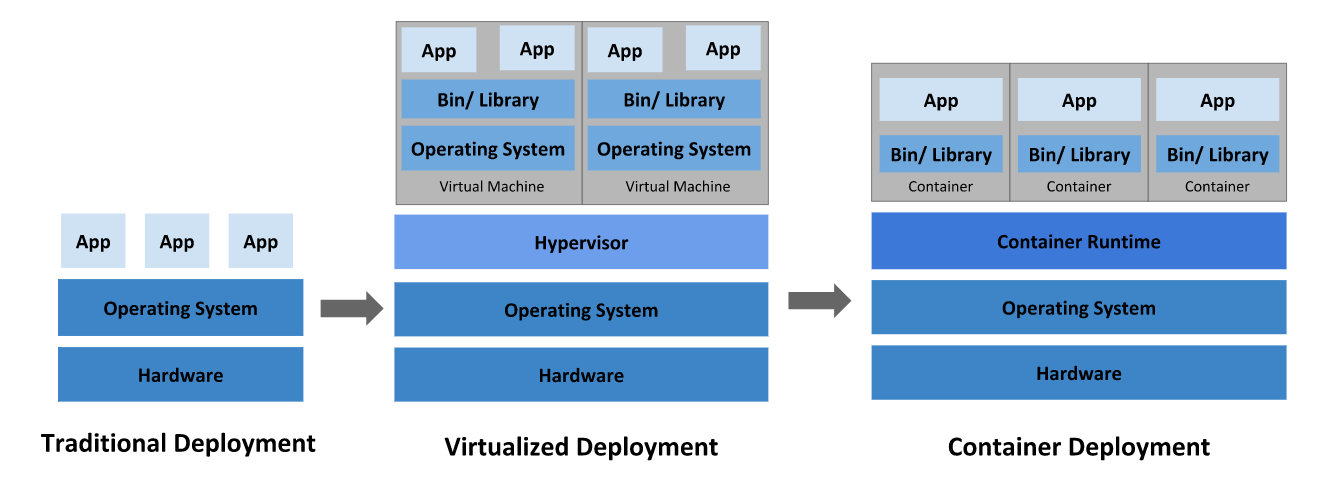 App
App
App
Operating System
Hardware
Traditional Deployment
App
App
Bin/ Library
Operating System
Virtual Machine
App
App
Bin/ Library
Operating System
Virtual Machine
Hypervisor
Operating System
Hardware
Virtualized Deployment
App
Bin/ Library
Container
App
Bin/ Library
Container
App
Bin/ Library
Container
Container Runtime
Operating System
Hardware
Container Deployment